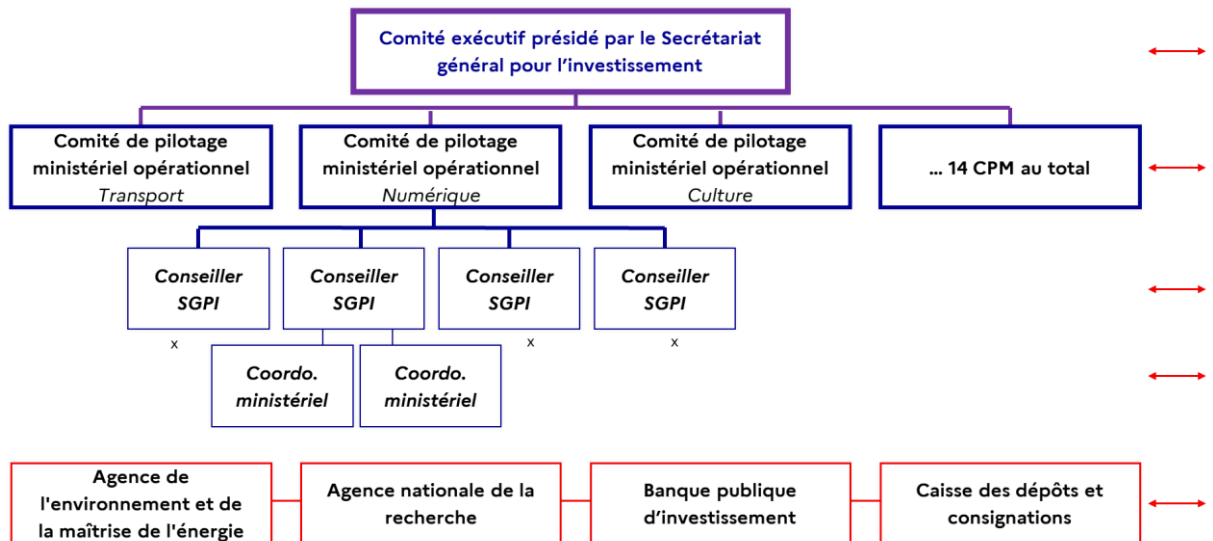 Comité exécutif présidé par le Secrétariat
général pour l'investissement
Comité de pilotage
ministériel opérationnel
Transport
Comité de pilotage
ministériel opérationnel
Numérique
Comité de pilotage
ministériel opérationnel
Culture
... 14 CPM au total
Conseiller
SGPI
Conseiller
SGPI
Conseiller
SGPI
Conseiller
SGPI
x
x
x
Coordo.
ministériel
Coordo.
ministériel
Agence de
l'environnement et de
la maîtrise de l'énergie
Agence nationale de la
recherche
Banque publique
d'investissement
Caisse des dépôts et
consignations